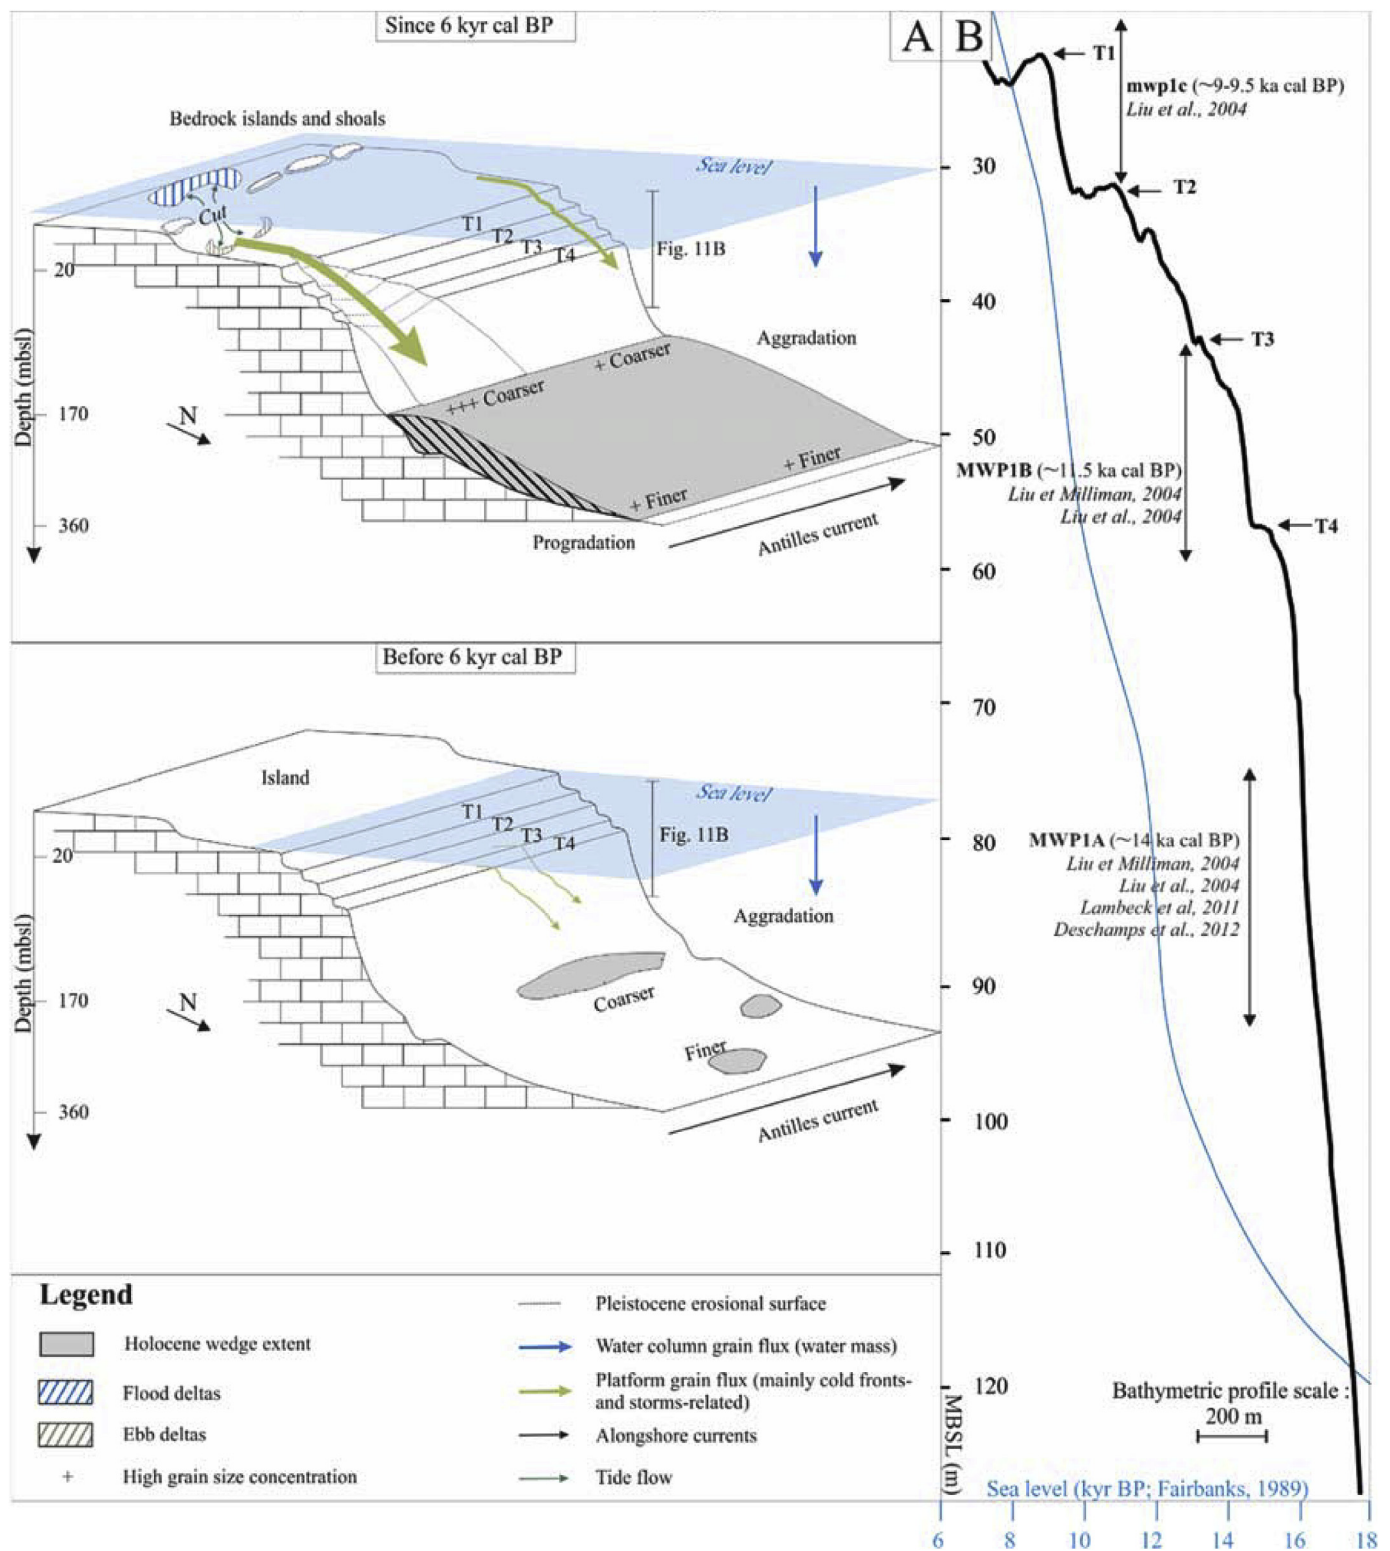 Since 6 kyr cal BP
A
B
Bedrock islands and shoals
Sea level
Cut
T1
T2
T3
T4
Fig. 11B
20
Depth (mbsl)
170
360
N
Aggradation
+ Coarser
+++ Coarser
+ Finer
+ Finer
Progradation
Antilles current
Before 6 kyr cal BP
Island
Sea level
T1
T2
T3
T4
Fig. 11B
20
Depth (mbsl)
170
360
N
Aggradation
Coarser
Finer
Antilles current
Legend
Holocene wedge extent
Flood deltas
Ebb deltas
+ High grain size concentration
Pleistocene erosional surface
Water column grain flux (water mass)
Platform grain flux (mainly cold fronts-
and storms-related)
Alongshore currents
Tide flow
T1
mwp1c (~9-9.5 ka cal BP)
Liu et al., 2004
30
T2
40
T3
50
MWP1B (~11.5 ka cal BP)
Liu et Milliman, 2004
Liu et al., 2004
T4
60
70
80
MWP1A (~14 ka cal BP)
Liu et Milliman, 2004
Liu et al., 2004
Lambeck et al, 2011
Deschamps et al., 2012
90
100
110
120
MBSL (m)
Bathymetric profile scale :
200 m
Sea level (kyr BP; Fairbanks, 1989)
6 8 10 12 14 16 18